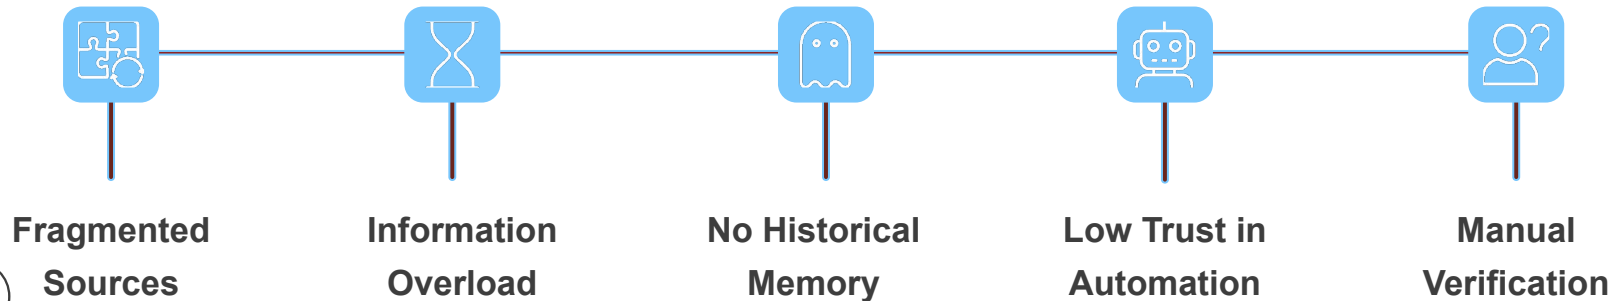 Fragmented
Sources
Information
Overload
No Historical
Memory
Low Trust in
Automation
Manual
Verification